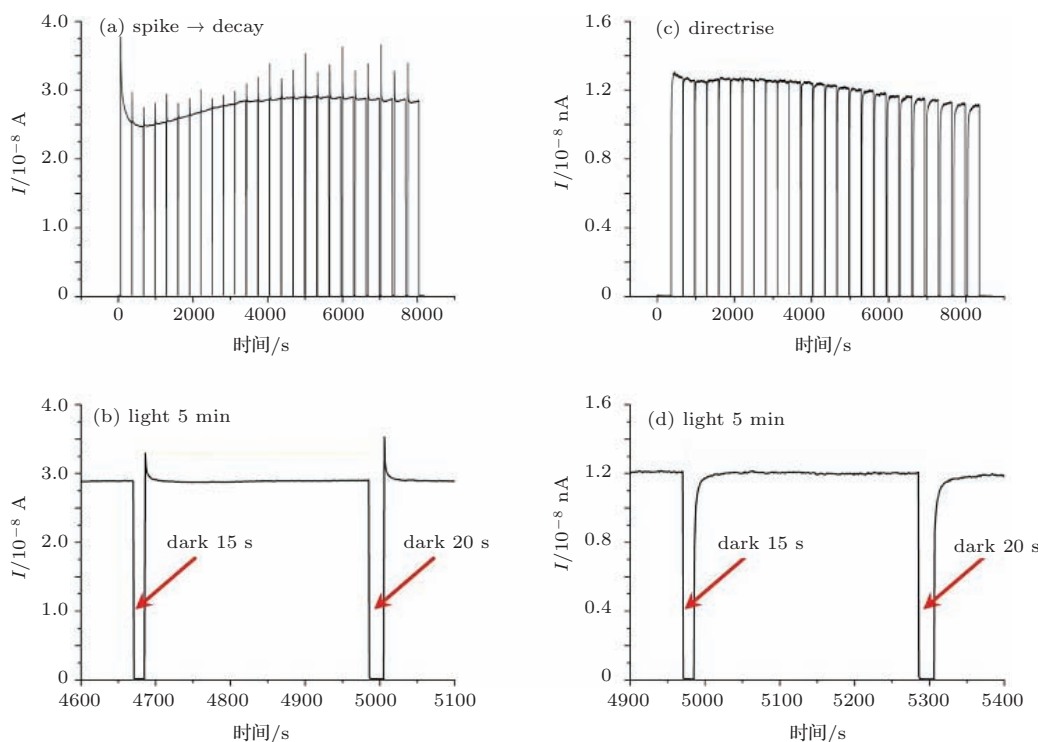 (a) spike → decay
I/10⁻⁸ A
4.0
3.0
2.0
1.0
0
0 2000 4000 6000 8000
时间/s
(c) directrise
I/10⁻⁸ nA
1.6
1.2
0.8
0.4
0
0 2000 4000 6000 8000
时间/s
(b) light 5 min
I/10⁻⁸ A
4.0
3.0
2.0
1.0
0
dark 15 s
dark 20 s
4600 4700 4800 4900 5000 5100
时间/s
(d) light 5 min
I/10⁻⁸ nA
1.6
1.2
0.8
0.4
0
dark 15 s
dark 20 s
4900 5000 5100 5200 5300 5400
时间/s